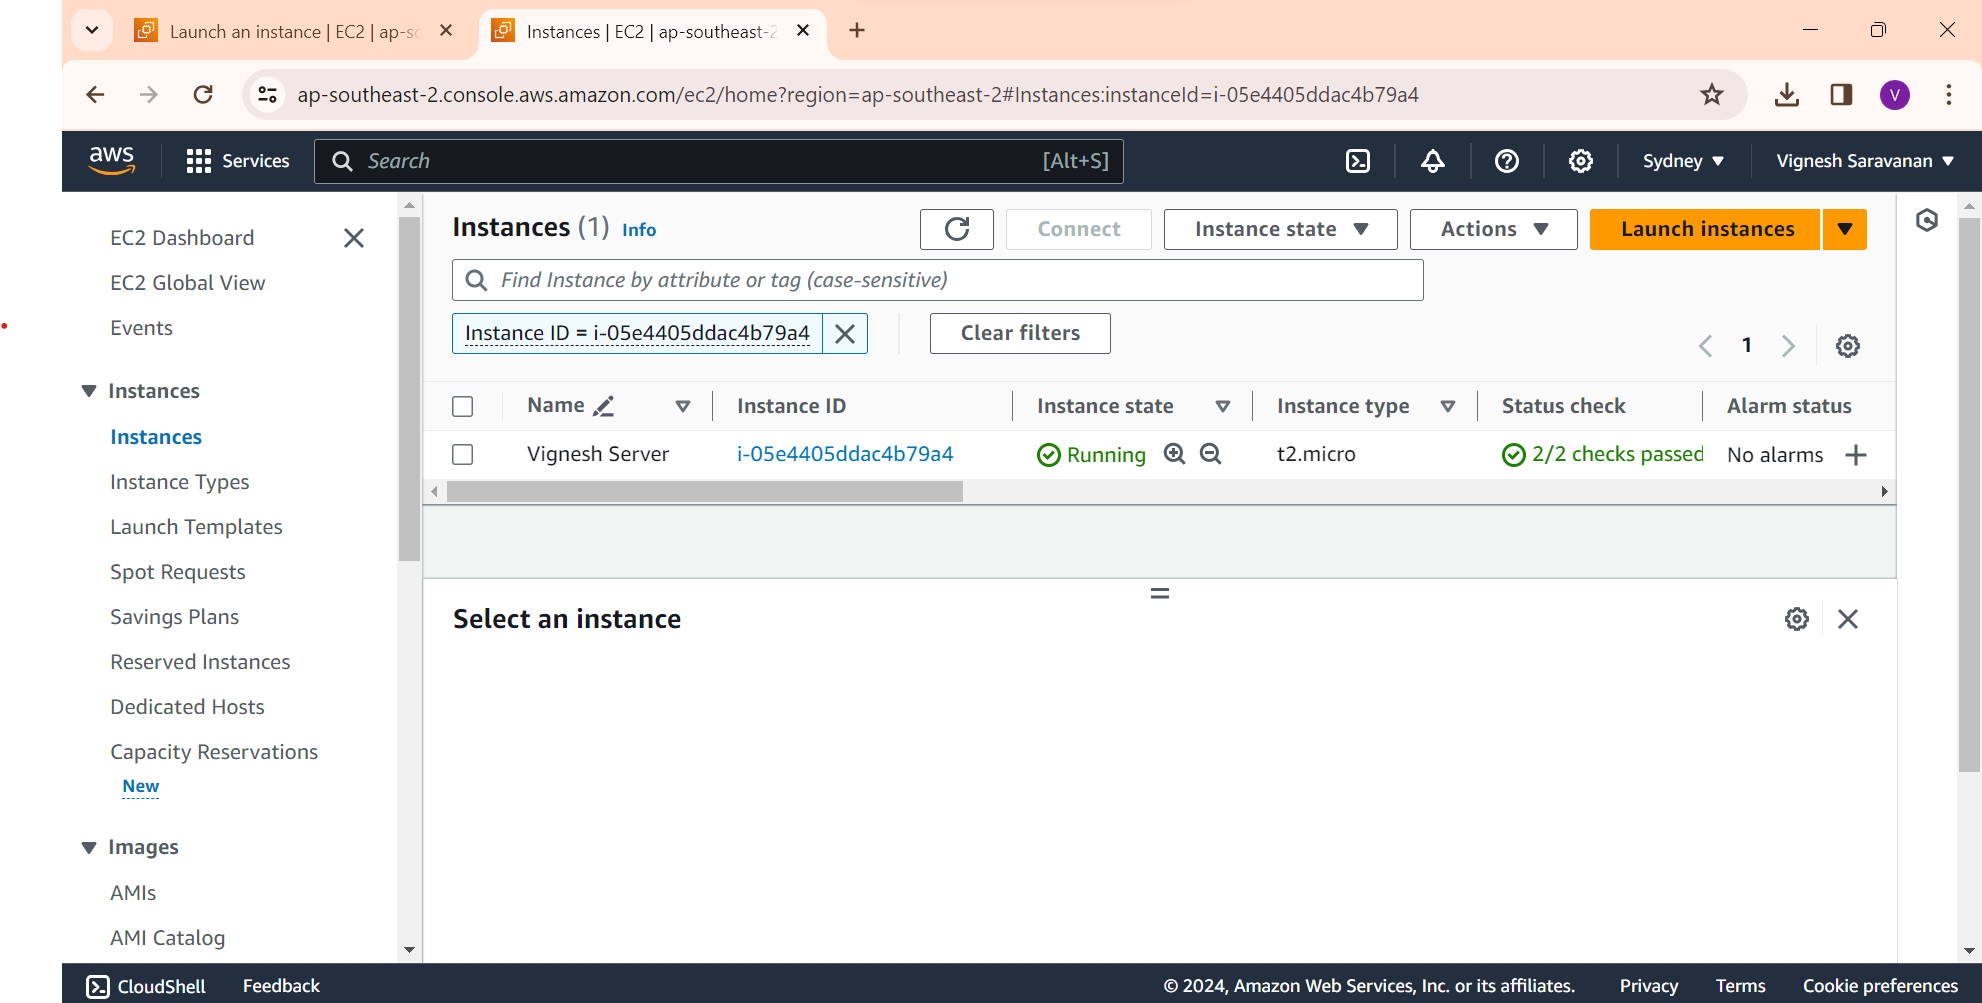 Launch an instance | EC2 | ap-sc
Instances | EC2 | ap-southeast-2
ap-southeast-2.console.aws.amazon.com/ec2/home?region=ap-southeast-2#Instances:instanceId=i-05e4405ddac4b79a4
V
aws
Services
Search
[Alt+S]
Sydney
Vignesh Saravanan
EC2 Dashboard
EC2 Global View
Events
Instances
Instances
Instance Types
Launch Templates
Spot Requests
Savings Plans
Reserved Instances
Dedicated Hosts
Capacity Reservations
New
Images
AMIs
AMI Catalog
Instances (1) Info
Connect
Instance state
Actions
Launch instances
Find Instance by attribute or tag (case-sensitive)
Instance ID = i-05e4405ddac4b79a4
Clear filters
1
Name Instance ID Instance state Instance type Status check Alarm status
Vignesh Server i-05e4405ddac4b79a4 Running t2.micro 2/2 checks passed No alarms
Select an instance
CloudShell Feedback © 2024, Amazon Web Services, Inc. or its affiliates. Privacy Terms Cookie preferences